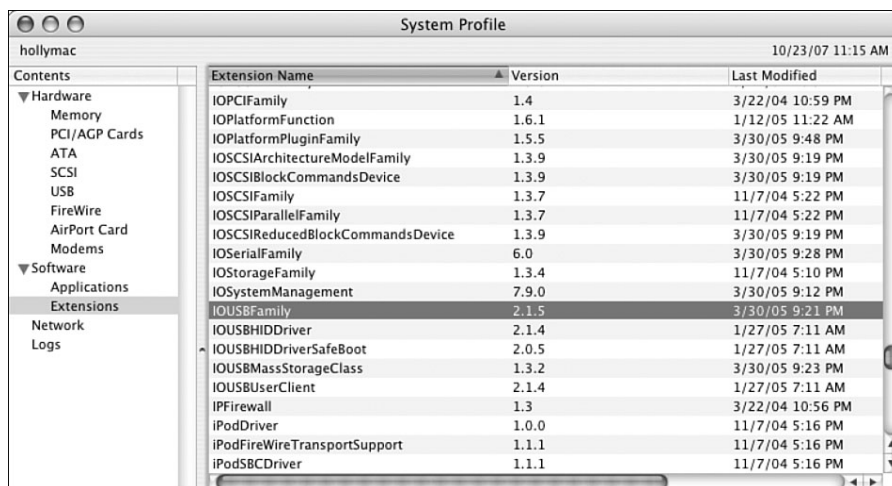 System Profile
hollymac 10/23/07 11:15 AM
Contents
Hardware
Memory
PCI/AGP Cards
ATA
SCSI
USB
FireWire
AirPort Card
Modems
Software
Applications
Extensions
Network
Logs
Extension Name Version Last Modified
IOPCIFamily 1.4 3/22/04 10:59 PM
IOPlatformFunction 1.6.1 1/12/05 11:22 AM
IOPlatformPluginFamily 1.5.5 3/30/05 9:48 PM
IOSCSIArchitectureModelFamily 1.3.9 3/30/05 9:19 PM
IOSCSIBlockCommandsDevice 1.3.9 3/30/05 9:19 PM
IOSCSIFamily 1.3.7 11/7/04 5:22 PM
IOSCSIParallelFamily 1.3.7 11/7/04 5:22 PM
IOSCSIReducedBlockCommandsDevice 1.3.9 3/30/05 9:19 PM
IOSerialFamily 6.0 3/30/05 9:28 PM
IOStorageFamily 1.3.4 11/7/04 5:10 PM
IOSystemManagement 7.9.0 3/30/05 9:12 PM
IOUSBFamily 2.1.5 3/30/05 9:21 PM
IOUSBHIDDriver 2.1.4 1/27/05 7:11 AM
IOUSBHIDDriverSafeBoot 2.0.5 1/27/05 7:11 AM
IOUSBMassStorageClass 1.3.2 3/30/05 9:23 PM
IOUSBUserClient 2.1.4 1/27/05 7:11 AM
IPFirewall 1.3 3/22/04 10:56 PM
iPodDriver 1.0.0 11/7/04 5:16 PM
iPodFireWireTransportSupport 1.1.1 11/7/04 5:16 PM
iPodSBCDriver 1.1.1 11/7/04 5:16 PM